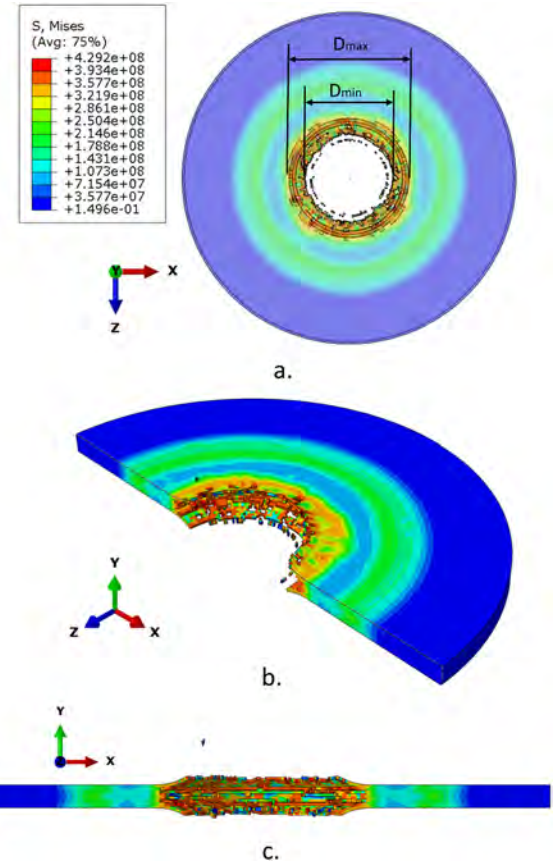 S, Mises
(Avg: 75%)
+4.292e+08
+3.934e+08
+3.577e+08
+3.219e+08
+2.861e+08
+2.504e+08
+2.146e+08
+1.788e+08
+1.431e+08
+1.073e+08
+7.154e+07
+3.577e+07
+1.496e-01
Dmax
Dmin
Y
X
Z
a.
Y
Z
X
b.
Y
Z
X
c.